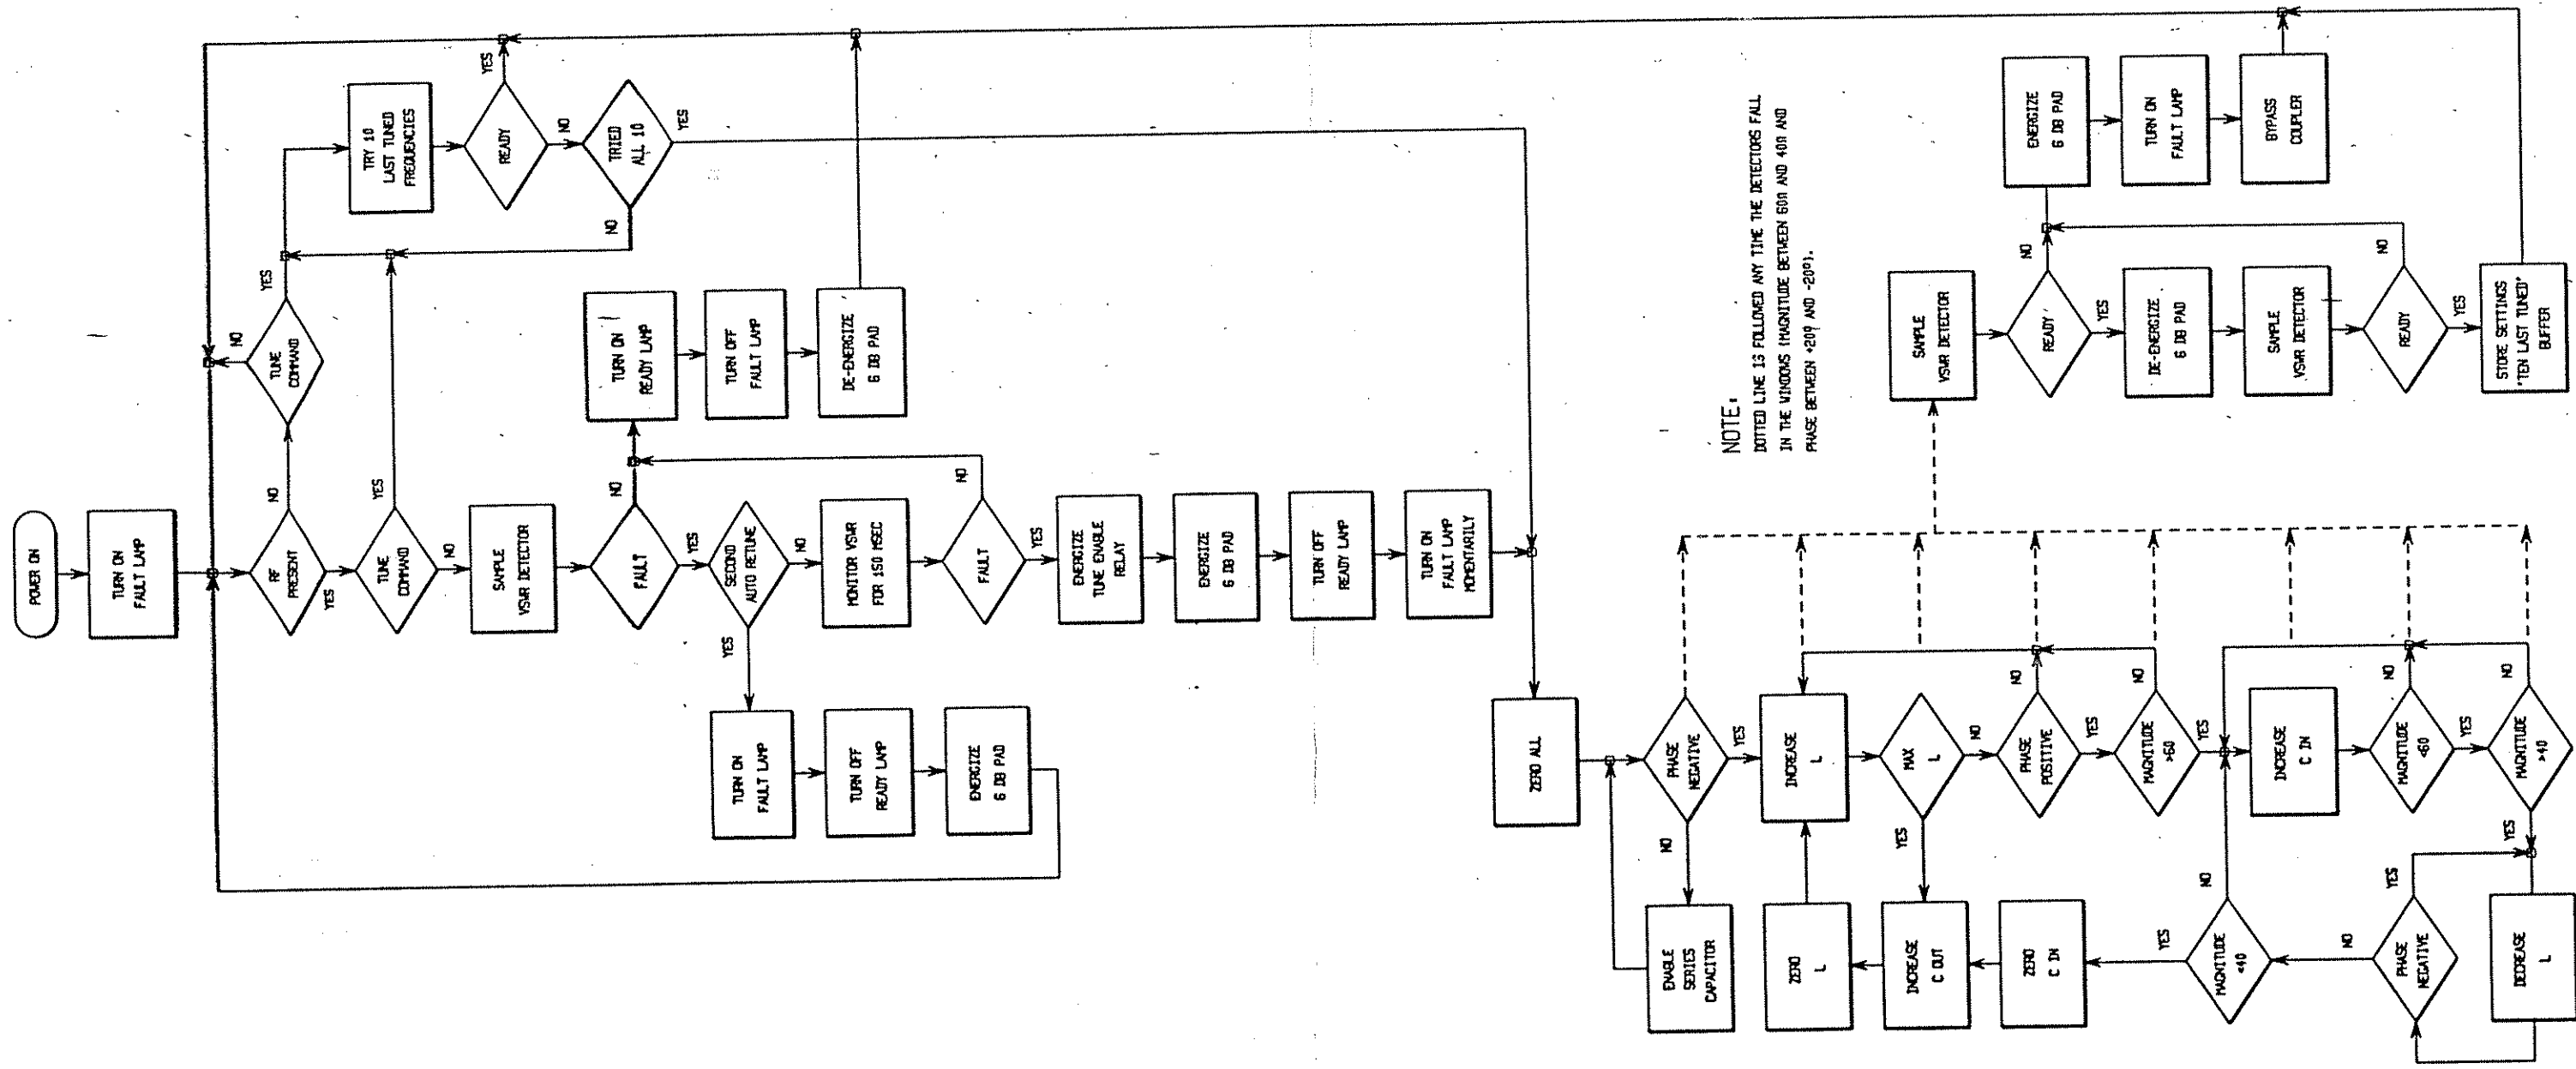 POWER ON
TURN ON
FAULT LAMP
RF
PRESENT
NO
YES
TUNE
COMMAND
NO
YES
TUNE
COMMAND
YES
NO
TRY 10
LAST TUNED
FREQUENCIES
READY
YES
NO
TRIED
ALL 10
NO
YES
SAMPLE
VSWR DETECTOR
FAULT
NO
YES
TURN ON
READY LAMP
TURN OFF
FAULT LAMP
DE-ENERGIZE
6 DB PAD
SECOND
AUTO RETUNE
YES
NO
TURN ON
FAULT LAMP
TURN OFF
READY LAMP
ENERGIZE
6 DB PAD
MONITOR VSWR
FOR 150 MSEC
FAULT
NO
YES
ENERGIZE
TUNE ENABLE
RELAY
ENERGIZE
6 DB PAD
TURN OFF
READY LAMP
TURN ON
FAULT LAMP
MOMENTARILY
ZERO ALL
PHASE
NEGATIVE
NO
YES
ENABLE
SERIES
CAPACITOR
INCREASE
L
MAX
L
YES
NO
ZERO
L
INCREASE
C OUT
ZERO
C IN
PHASE
POSITIVE
NO
YES
MAGNITUDE
>60
NO
YES
INCREASE
C IN
MAGNITUDE
<60
NO
YES
MAGNITUDE
>40
NO
YES
DECREASE
L
PHASE
NEGATIVE
YES
NO
MAGNITUDE
<40
NO
YES
NOTE:
DOTTED LINE IS FOLLOWED ANY TIME THE DETECTORS FALL
IN THE WINDOWS (MAGNITUDE BETWEEN 60Ω AND 40Ω AND
PHASE BETWEEN +20º AND -20º).
SAMPLE
VSWR DETECTOR
READY
NO
YES
DE-ENERGIZE
6 DB PAD
SAMPLE
VSWR DETECTOR
READY
NO
YES
STORE SETTINGS
"TEN LAST TUNED"
BUFFER
ENERGIZE
6 DB PAD
TURN ON
FAULT LAMP
BYPASS
COUPLER